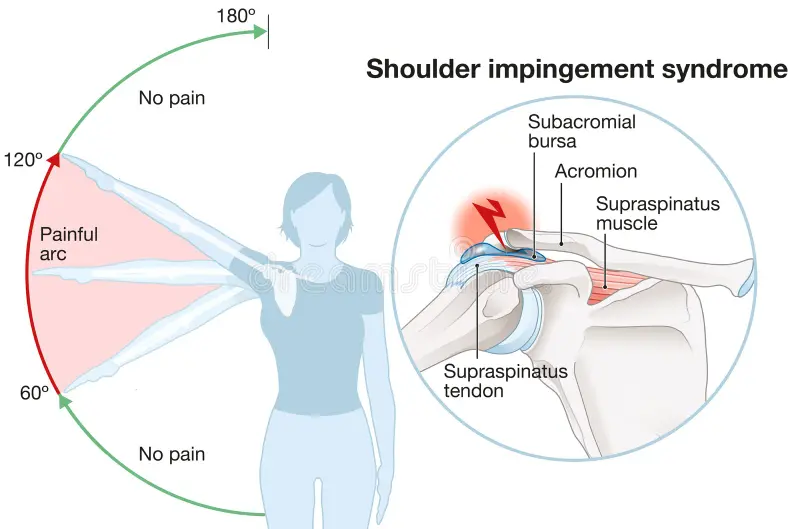 180º
No pain
Shoulder impingement syndrome
120º
Painful
arc
60º
No pain
Subacromial
bursa
Acromion
Supraspinatus
muscle
Supraspinatus
tendon
dreamstime